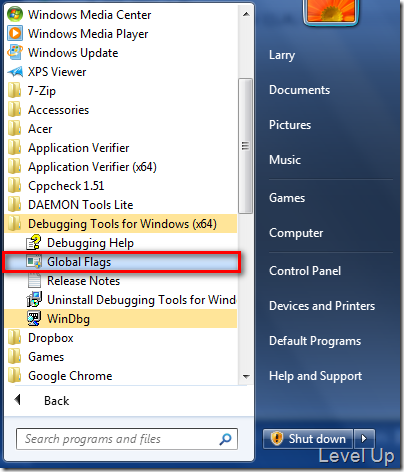 Windows Media Center
Windows Media Player
Windows Update
XPS Viewer
7-Zip
Accessories
Acer
Application Verifier
Application Verifier (x64)
Cppcheck 1.51
DAEMON Tools Lite
Debugging Tools for Windows (x64)
Debugging Help
Global Flags
Release Notes
Uninstall Debugging Tools for Wind
WinDbg
Dropbox
Games
Google Chrome
Back
Search programs and files
Larry
Documents
Pictures
Music
Games
Computer
Control Panel
Devices and Printers
Default Programs
Help and Support
Shut down
Level Up